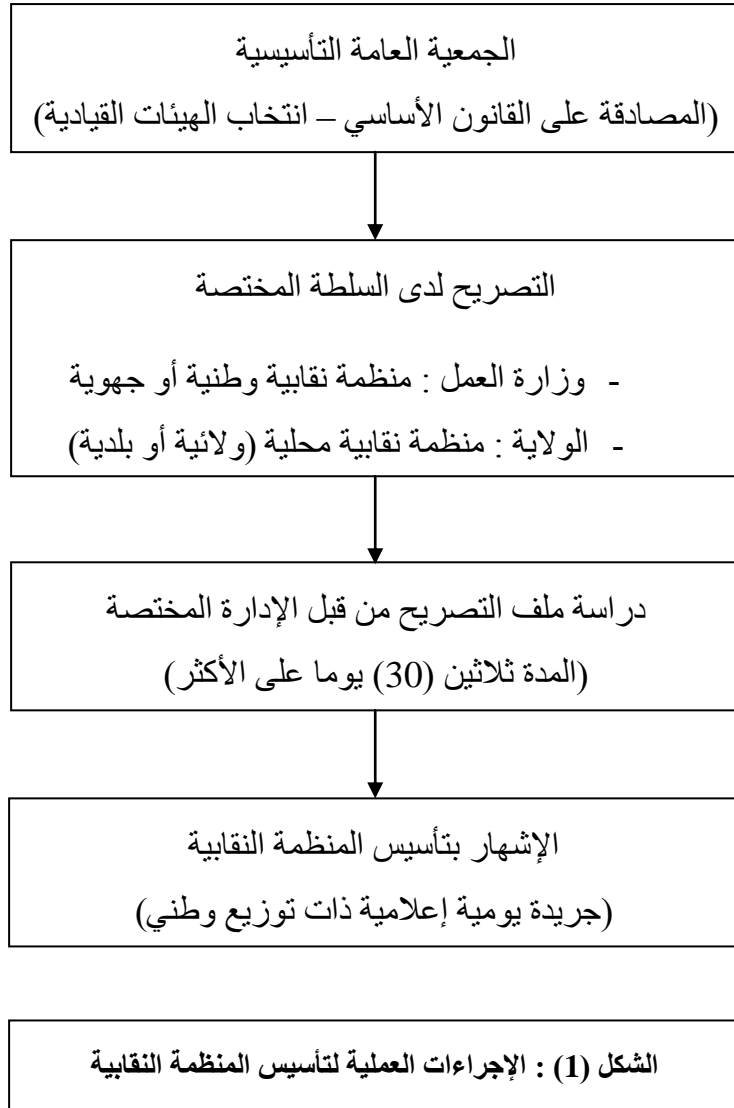 الجمعية العامة التأسيسية
(المصادقة على القانون الأساسي – انتخاب الهيئات القيادية)
التصريح لدى السلطة المختصة
- وزارة العمل : منظمة نقابية وطنية أو جهوية
- الولاية : منظمة نقابية محلية (ولائية أو بلدية)
دراسة ملف التصريح من قبل الإدارة المختصة
(المدة ثلاثين (30) يوما على الأكثر)
الإشهار بتأسيس المنظمة النقابية
(جريدة يومية إعلامية ذات توزيع وطني)
الشكل (1) : الإجراءات العملية لتأسيس المنظمة النقابية